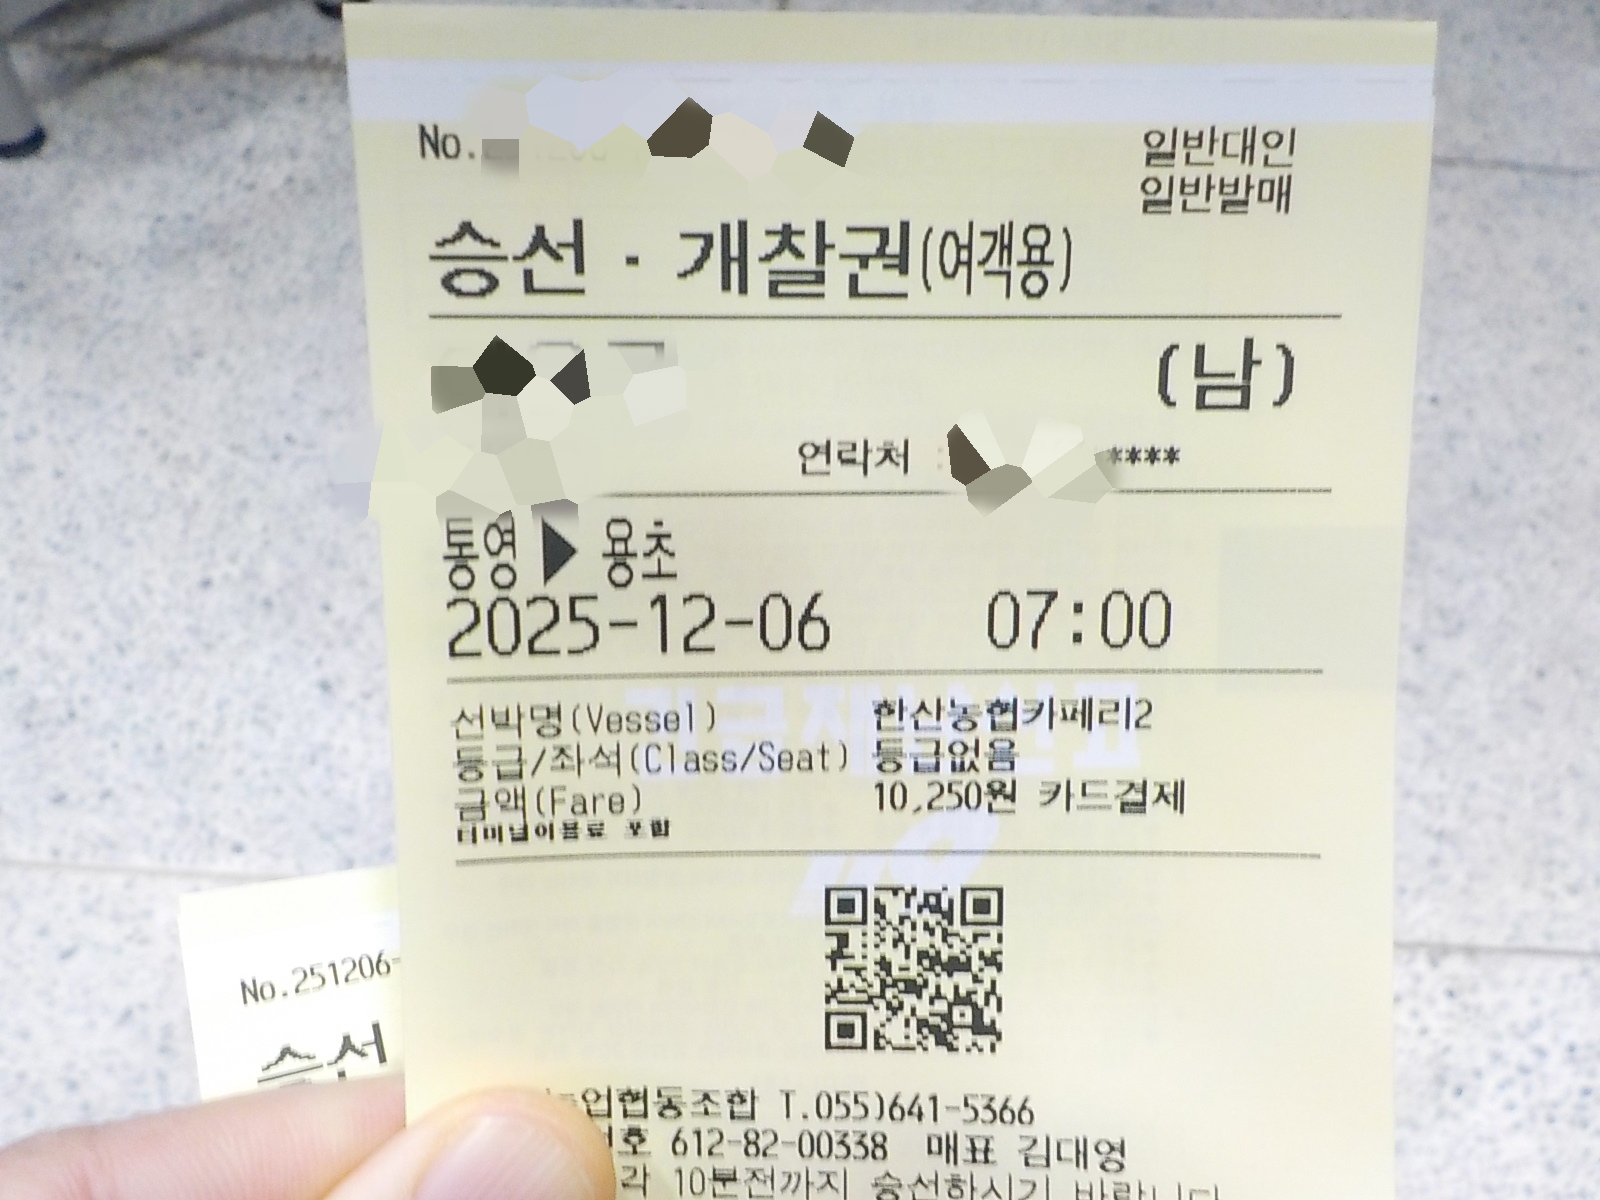 No.
일반대인
일반발매
승선 · 개찰권(여객용)
(남)
연락처 ****
통영 ▶ 용초
2025-12-06 07:00
선박명(Vessel) 한산농협카페리2
등급/좌석(Class/Seat) 등급없음
금액(Fare) 10,250원 카드결제
터미널이용료 포함
업협동조합 T.055)641-5366
호 612-82-00338 매표 김대영
각 10분전까지 승선하시기 바랍니다
No.251206-
승선